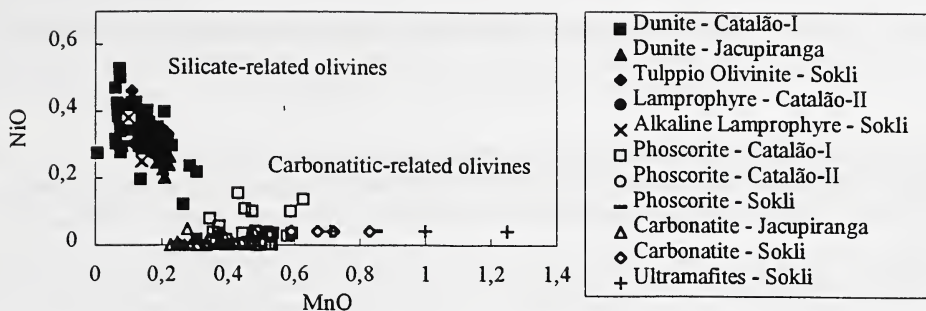 0,6
Silicate-related olivines
0,4
NiO
Carbonatitic-related olivines
0,2
0
0 0,2 0,4 0,6 0,8 1 1,2 1,4
MnO
Dunite - Catalão-I
Dunite - Jacupiranga
Tulppio Olivinite - Sokli
Lamprophyre - Catalão-II
Alkaline Lamprophyre - Sokli
Phoscorite - Catalão-I
Phoscorite - Catalão-II
Phoscorite - Sokli
Carbonatite - Jacupiranga
Carbonatite - Sokli
Ultramafites - Sokli